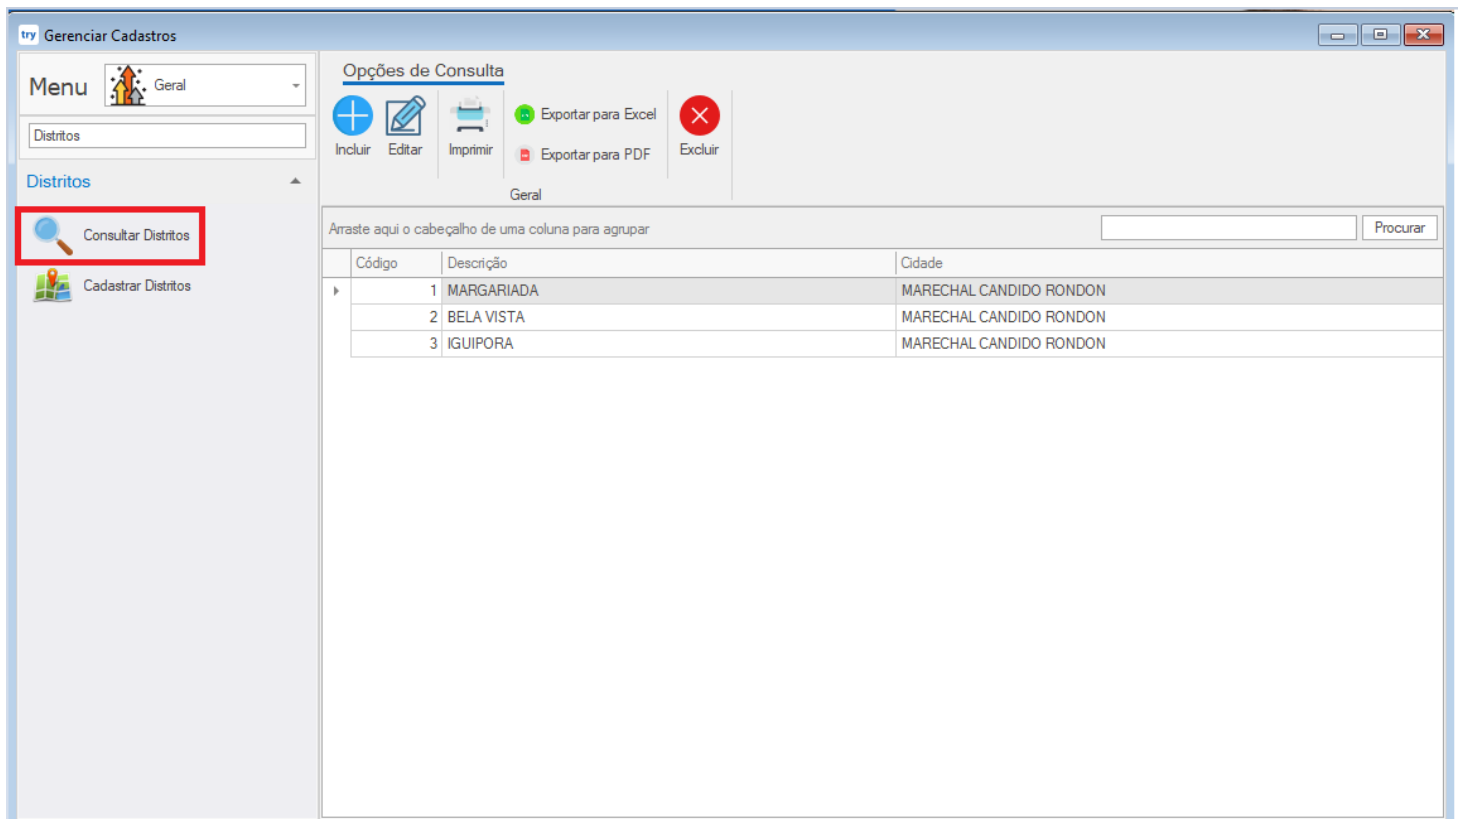 try Gerenciar Cadastros
Menu Geral
Distritos
Distritos
Consultar Distritos
Cadastrar Distritos
Opções de Consulta
Incluir Editar Imprimir Exportar para Excel Exportar para PDF Excluir
Geral
Arraste aqui o cabeçalho de uma coluna para agrupar Procurar
Código Descrição Cidade
1 MARGARIADA MARECHAL CANDIDO RONDON
2 BELA VISTA MARECHAL CANDIDO RONDON
3 IGUIPORA MARECHAL CANDIDO RONDON